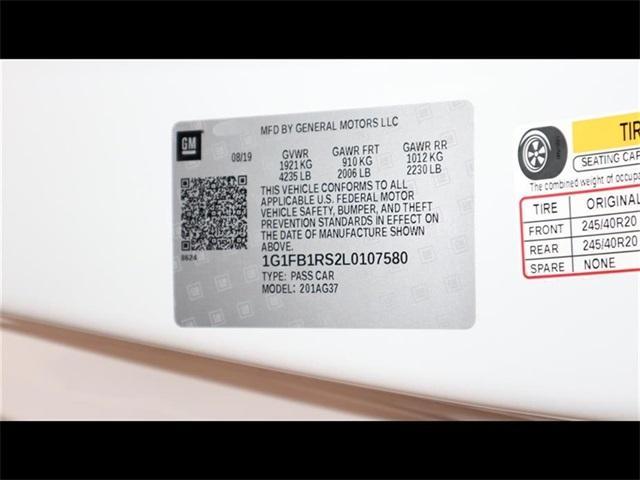 GM
MFD BY GENERAL MOTORS LLC
08/19 GVWR GAWR FRT GAWR RR
1921 KG 910 KG 1012 KG
4235 LB 2006 LB 2230 LB
THIS VEHICLE CONFORMS TO ALL
APPLICABLE U.S. FEDERAL MOTOR
VEHICLE SAFETY, BUMPER, AND THEFT
PREVENTION STANDARDS IN EFFECT ON
THE DATE OF MANUFACTURE SHOWN
ABOVE.
8624
1G1FB1RS2L0107580
TYPE: PASS CAR
MODEL: 201AG37
TIR
SEATING CAP
The combined weight of occupa
TIRE ORIGINAL
FRONT 245/40R20
REAR 245/40R20
SPARE NONE